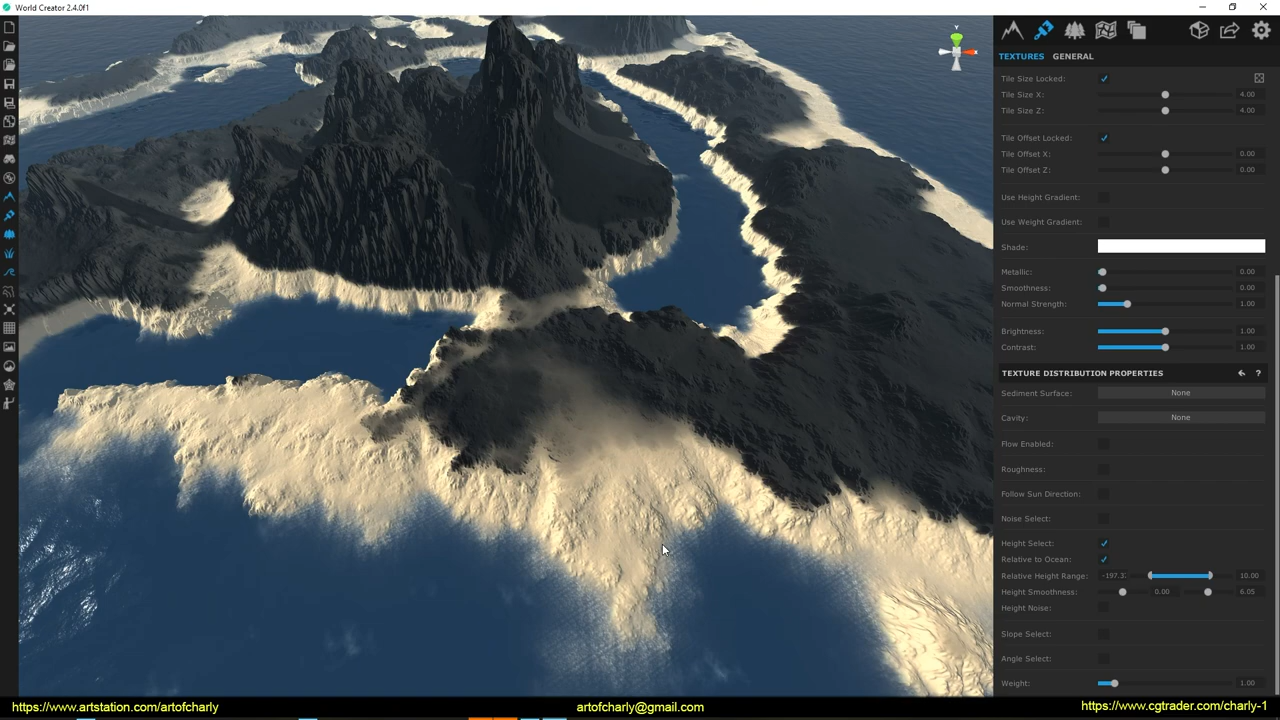 World Creator 2.4.0f1
TEXTURES GENERAL
Tile Size Locked:
Tile Size X: 4.00
Tile Size Z: 4.00
Tile Offset Locked:
Tile Offset X: 0.00
Tile Offset Z: 0.00
Use Height Gradient:
Use Weight Gradient:
Shade:
Metallic: 0.00
Smoothness: 0.00
Normal Strength: 1.00
Brightness: 1.00
Contrast: 1.00
TEXTURE DISTRIBUTION PROPERTIES ?
Sediment Surface: None
Cavity: None
Flow Enabled:
Roughness:
Follow Sun Direction:
Noise Select:
Height Select:
Relative to Ocean:
Relative Height Range: -197.3 10.00
Height Smoothness: 0.00 6.05
Height Noise:
Slope Select:
Angle Select:
Weight: 1.00
Y
https://www.artstation.com/artofcharly artofcharly@gmail.com https://www.cgtrader.com/charly-1